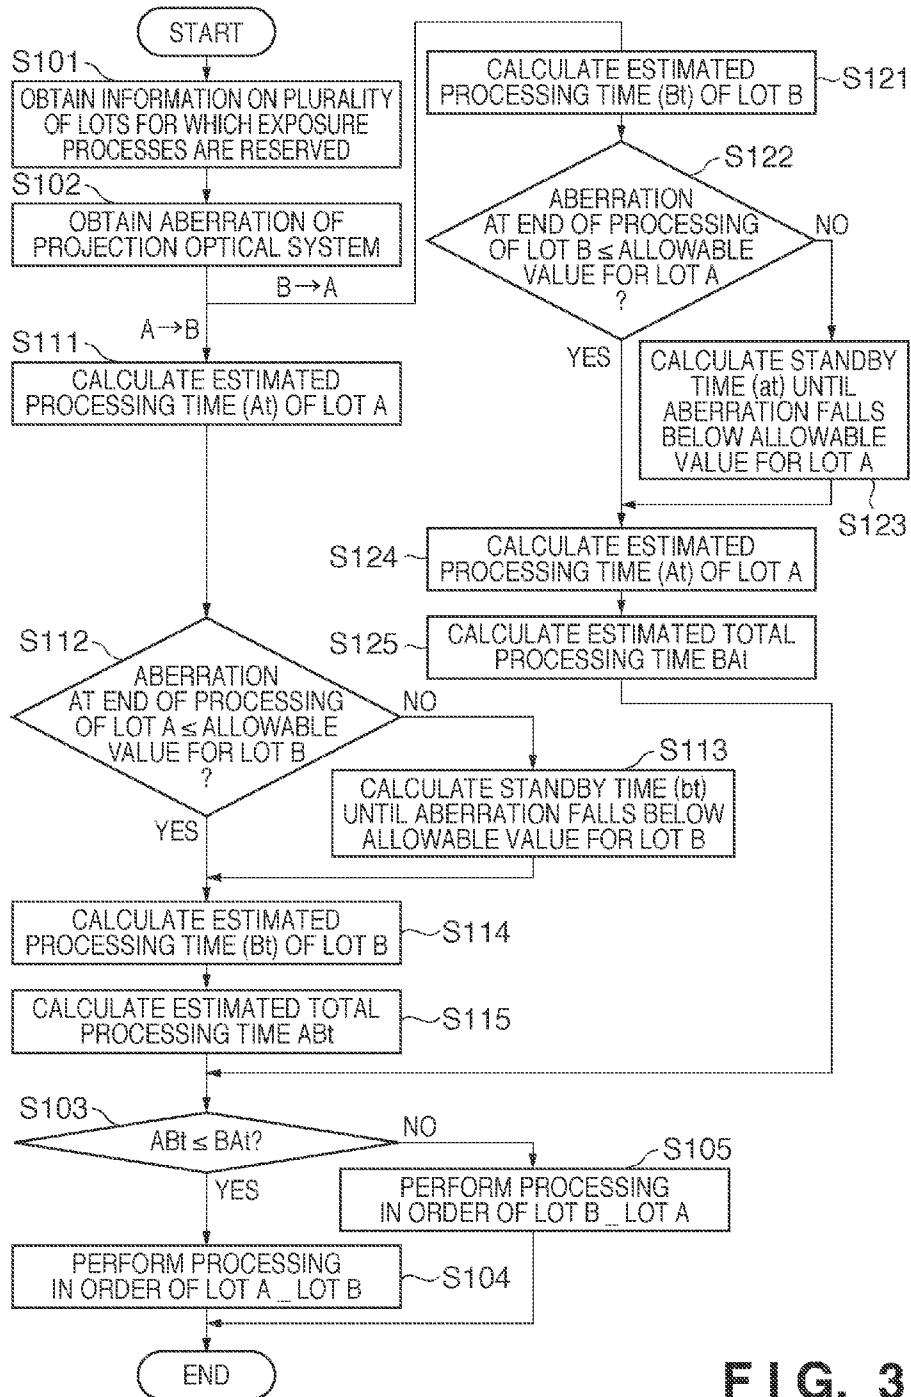 START
S101
OBTAIN INFORMATION ON PLURALITY
OF LOTS FOR WHICH EXPOSURE
PROCESSES ARE RESERVED
S102
OBTAIN ABERRATION OF
PROJECTION OPTICAL SYSTEM
B→A
A→B
S111
CALCULATE ESTIMATED
PROCESSING TIME (At) OF LOT A
S112
ABERRATION
AT END OF PROCESSING
OF LOT A ≤ ALLOWABLE
VALUE FOR LOT B
?
NO
YES
S113
CALCULATE STANDBY TIME (bt)
UNTIL ABERRATION FALLS BELOW
ALLOWABLE VALUE FOR LOT B
CALCULATE ESTIMATED
PROCESSING TIME (Bt) OF LOT B
S114
CALCULATE ESTIMATED TOTAL
PROCESSING TIME ABt
S115
CALCULATE ESTIMATED
PROCESSING TIME (Bt) OF LOT B
S121
S122
ABERRATION
AT END OF PROCESSING
OF LOT B ≤ ALLOWABLE
VALUE FOR LOT A
?
NO
YES
CALCULATE STANDBY
TIME (at) UNTIL
ABERRATION FALLS
BELOW ALLOWABLE
VALUE FOR LOT A
S123
S124
CALCULATE ESTIMATED
PROCESSING TIME (At) OF LOT A
S125
CALCULATE ESTIMATED TOTAL
PROCESSING TIME BAt
S103
ABt ≤ BAt?
NO
YES
S105
PERFORM PROCESSING
IN ORDER OF LOT B _ LOT A
PERFORM PROCESSING
IN ORDER OF LOT A _ LOT B
S104
END
FIG. 3